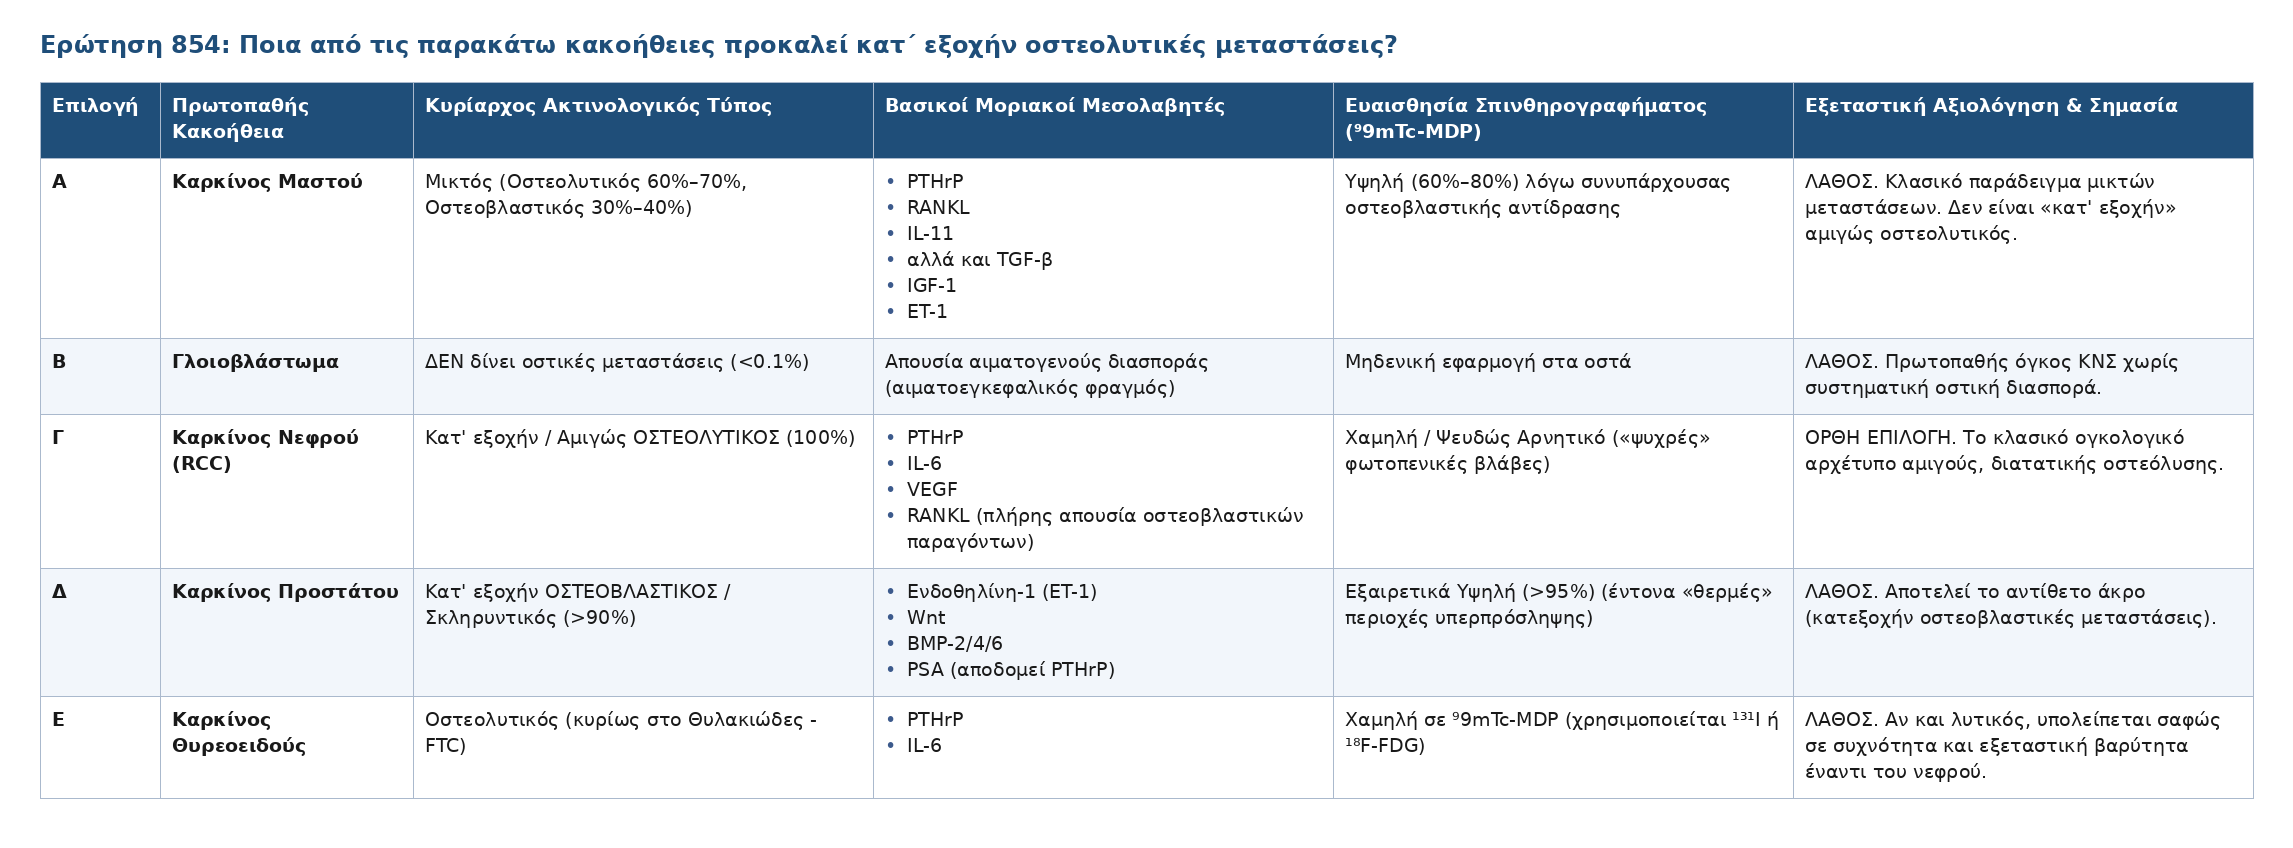 Ερώτηση 854: Ποια από τις παρακάτω κακοήθειες προκαλεί κατ´ εξοχήν οστεολυτικές μεταστάσεις?
Επιλογή
Πρωτοπαθής
Κακοήθεια
Κυρίαρχος Ακτινολογικός Τύπος
Βασικοί Μοριακοί Μεσολαβητές
Ευαισθησία Σπινθηρογραφήματος
(⁹9mTc-MDP)
Εξεταστική Αξιολόγηση & Σημασία
Α
Καρκίνος Μαστού
Μικτός (Οστεολυτικός 60%–70%,
Οστεοβλαστικός 30%–40%)
• PTHrP
• RANKL
• IL-11
• αλλά και TGF-β
• IGF-1
• ET-1
Υψηλή (60%–80%) λόγω συνυπάρχουσας
οστεοβλαστικής αντίδρασης
ΛΑΘΟΣ. Κλασικό παράδειγμα μικτών
μεταστάσεων. Δεν είναι «κατ' εξοχήν»
αμιγώς οστεολυτικός.
Β
Γλοιοβλάστωμα
ΔΕΝ δίνει οστικές μεταστάσεις (<0.1%)
Απουσία αιματογενούς διασποράς
(αιματοεγκεφαλικός φραγμός)
Μηδενική εφαρμογή στα οστά
ΛΑΘΟΣ. Πρωτοπαθής όγκος ΚΝΣ χωρίς
συστηματική οστική διασπορά.
Γ
Καρκίνος Νεφρού
(RCC)
Κατ' εξοχήν / Αμιγώς ΟΣΤΕΟΛΥΤΙΚΟΣ (100%)
• PTHrP
• IL-6
• VEGF
• RANKL (πλήρης απουσία οστεοβλαστικών
παραγόντων)
Χαμηλή / Ψευδώς Αρνητικό («ψυχρές»
φωτοπενικές βλάβες)
ΟΡΘΗ ΕΠΙΛΟΓΗ. Το κλασικό ογκολογικό
αρχέτυπο αμιγούς, διατατικής οστεόλυσης.
Δ
Καρκίνος Προστάτου
Κατ' εξοχήν ΟΣΤΕΟΒΛΑΣΤΙΚΟΣ /
Σκληρυντικός (>90%)
• Ενδοθηλίνη-1 (ET-1)
• Wnt
• BMP-2/4/6
• PSA (αποδομεί PTHrP)
Εξαιρετικά Υψηλή (>95%) (έντονα «θερμές»
περιοχές υπερπρόσληψης)
ΛΑΘΟΣ. Αποτελεί το αντίθετο άκρο
(κατεξοχήν οστεοβλαστικές μεταστάσεις).
Ε
Καρκίνος
Θυρεοειδούς
Οστεολυτικός (κυρίως στο Θυλακιώδες -
FTC)
• PTHrP
• IL-6
Χαμηλή σε ⁹9mTc-MDP (χρησιμοποιείται ¹³¹I ή
¹⁸F-FDG)
ΛΑΘΟΣ. Αν και λυτικός, υπολείπεται σαφώς
σε συχνότητα και εξεταστική βαρύτητα
έναντι του νεφρού.